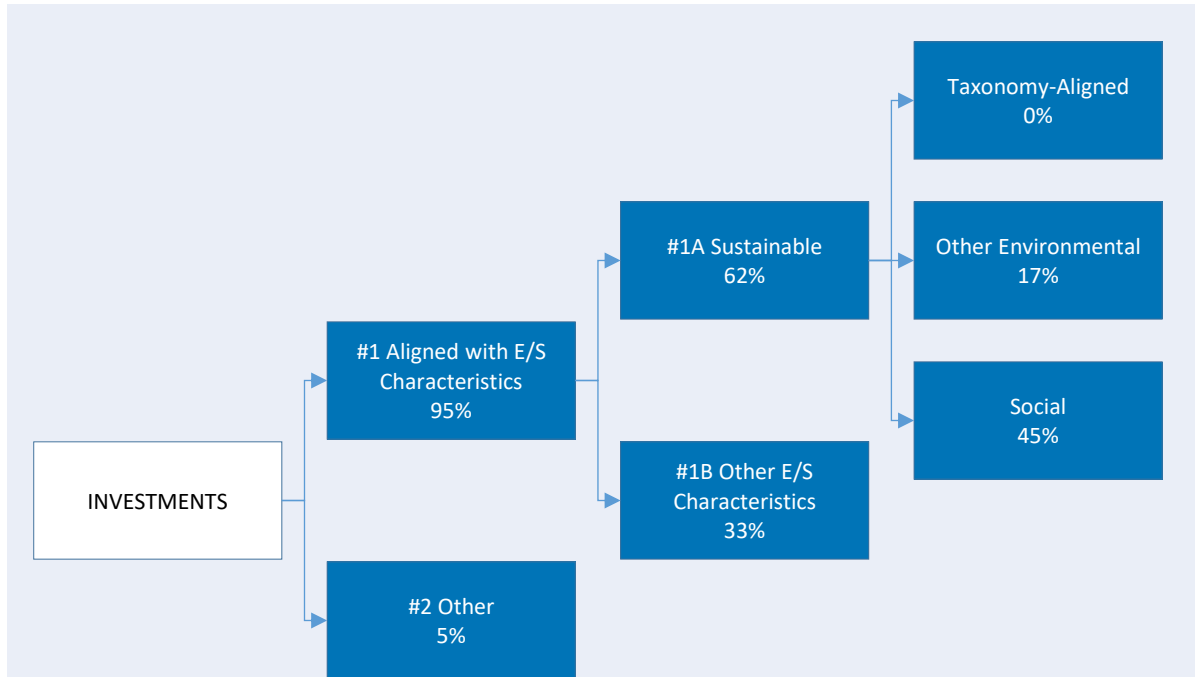 INVESTMENTS
#1 Aligned with E/S
Characteristics
95%
#2 Other
5%
#1A Sustainable
62%
#1B Other E/S
Characteristics
33%
Taxonomy-Aligned
0%
Other Environmental
17%
Social
45%